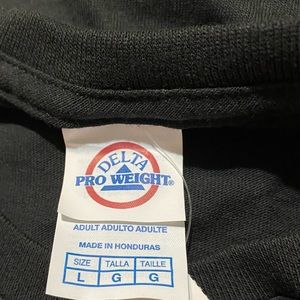 DELTA
PRO WEIGHT®
ADULT ADULTO ADULTE
MADE IN HONDURAS
SIZE TALLA TAILLE
L G G